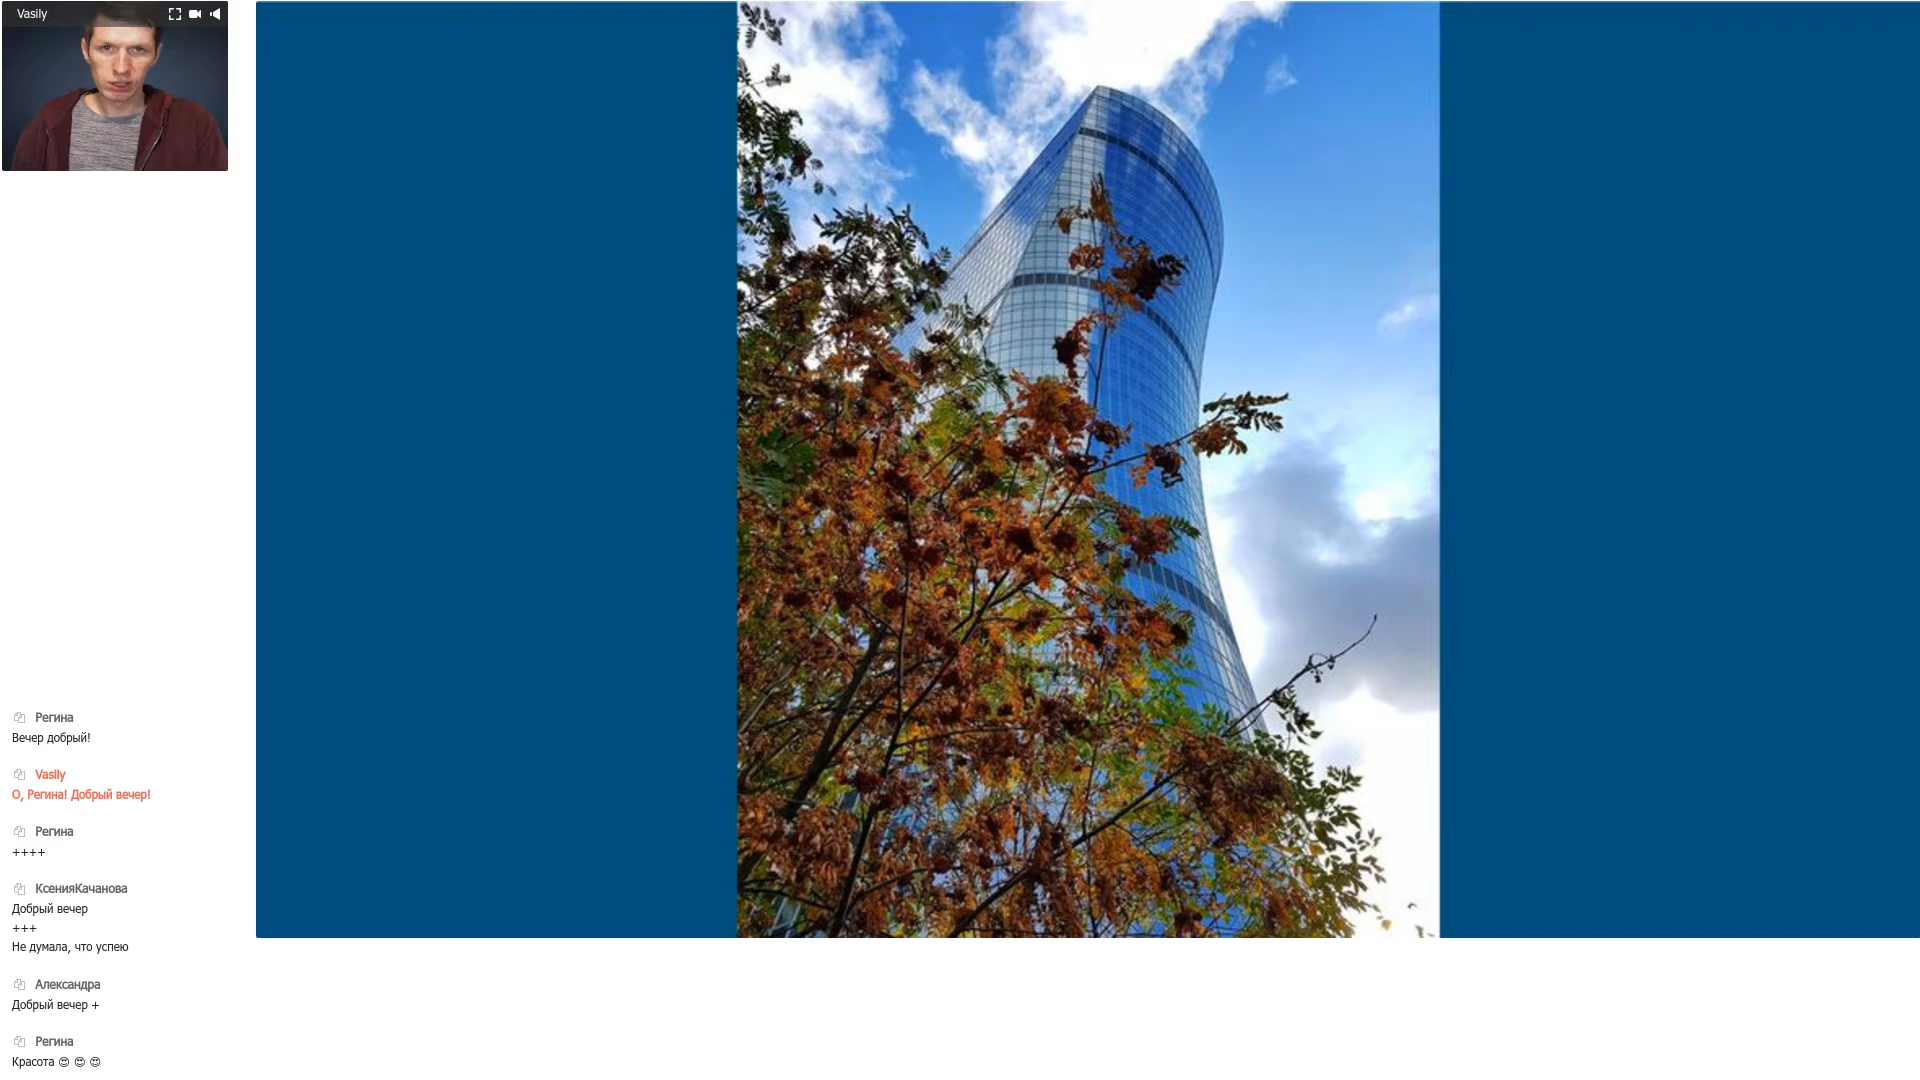 Vasily
Регина
Вечер добрый!
Vasily
О, Регина! Добрый вечер!
Регина
++++
КсенияКачанова
Добрый вечер
+++
Не думала, что успею
Александра
Добрый вечер +
Регина
Красота 😍 😍 😍